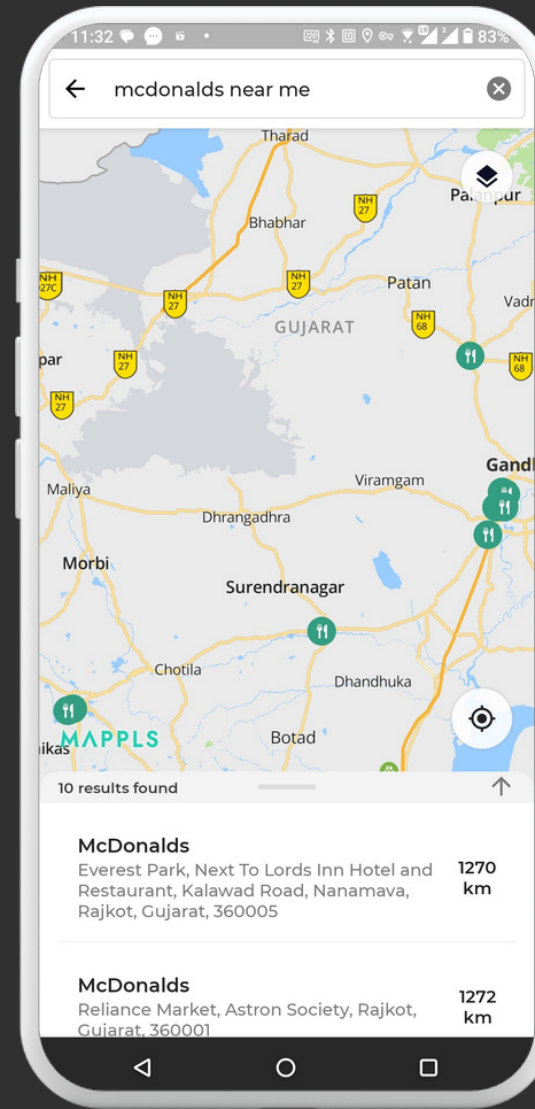 11:32
83%
mcdonalds near me
Tharad
Palanpur
NH
27
Bhabhar
NH
27C
NH
27
NH
27
Patan
Vadn
GUJARAT
NH
68
par
NH
27
NH
68
NH
27
Gandh
Maliya
Viramgam
Dhrangadhra
Morbi
Surendranagar
Chotila
Dhandhuka
MAPPLS
ikas
Botad
10 results found
McDonalds
Everest Park, Next To Lords Inn Hotel and
Restaurant, Kalawad Road, Nanamava,
Rajkot, Gujarat, 360005
1270
km
McDonalds
Reliance Market, Astron Society, Rajkot,
Gujarat, 360001
1272
km